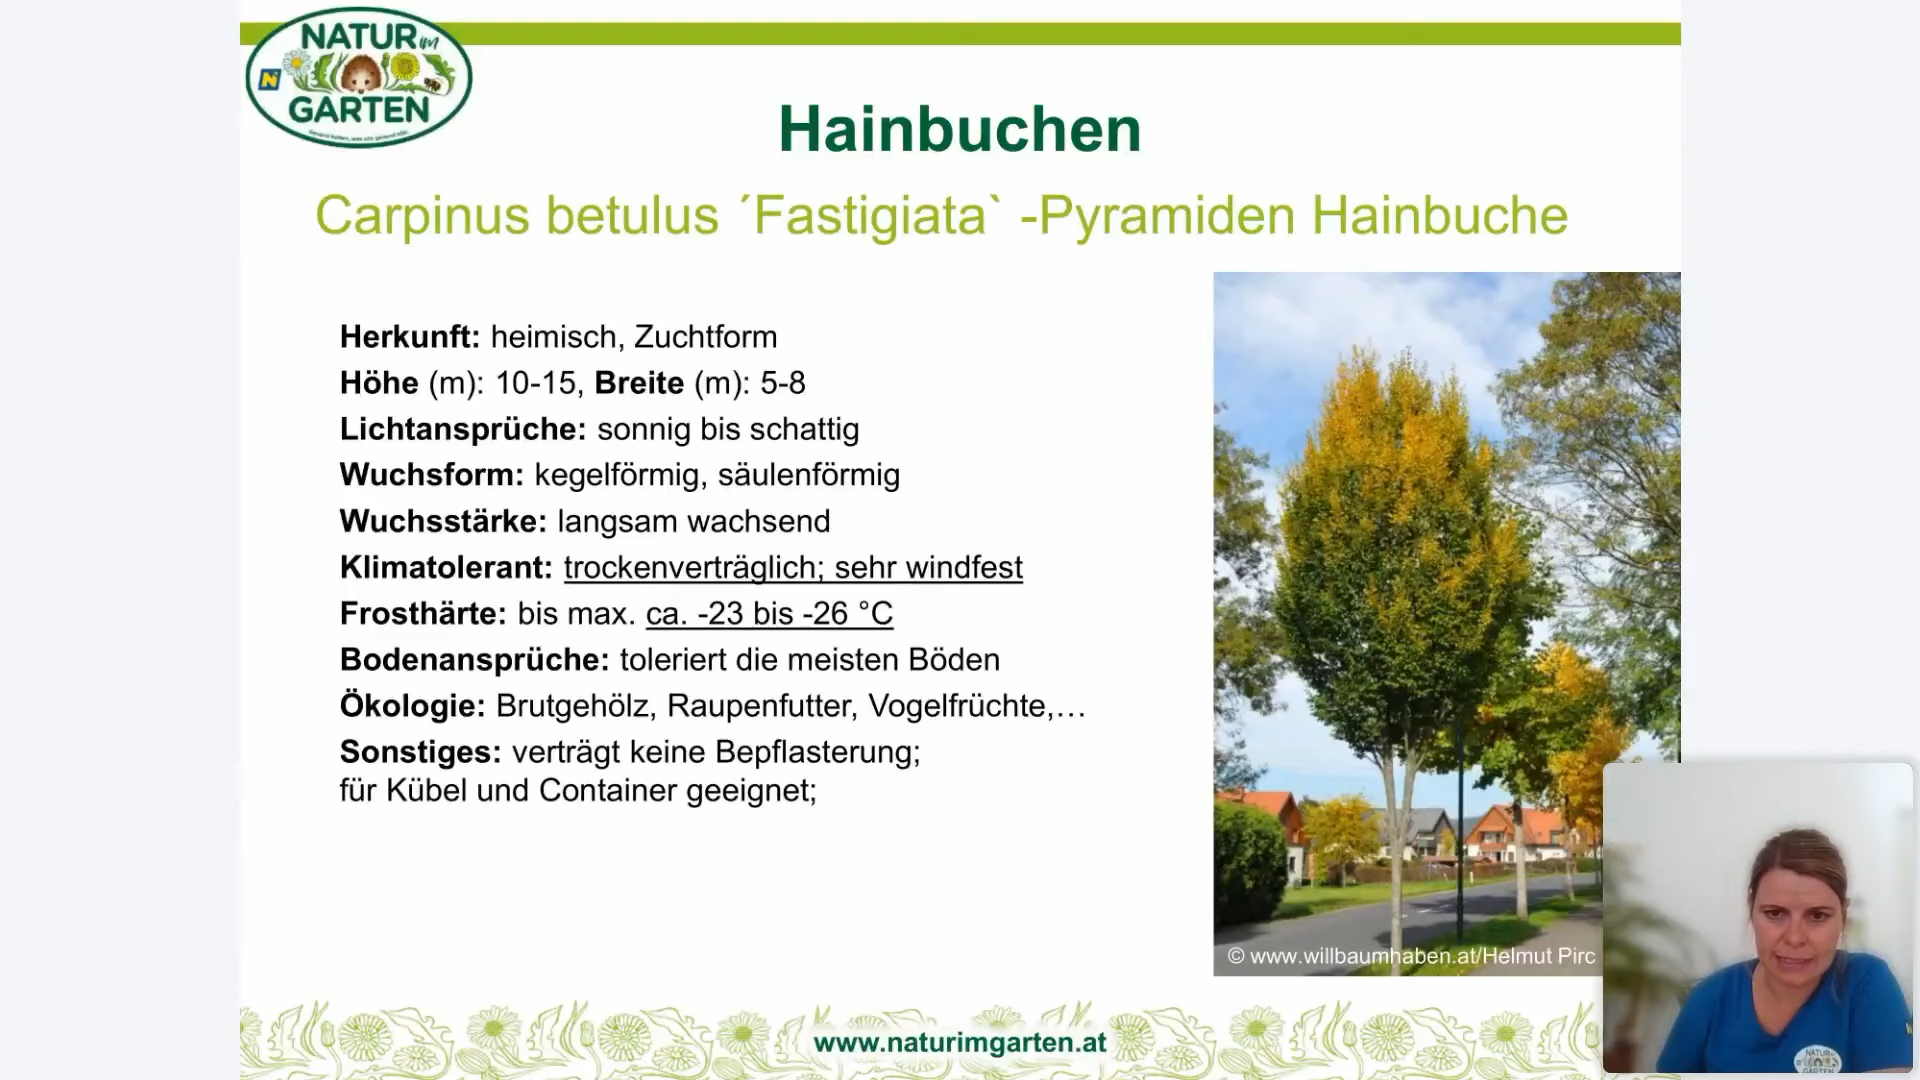 NATUR im
GARTEN
Hainbuchen
Carpinus betulus ´Fastigiata` -Pyramiden Hainbuche
Herkunft: heimisch, Zuchtform
Höhe (m): 10-15, Breite (m): 5-8
Lichtansprüche: sonnig bis schattig
Wuchsform: kegelförmig, säulenförmig
Wuchsstärke: langsam wachsend
Klimatolerant: trockenverträglich; sehr windfest
Frosthärte: bis max. ca. -23 bis -26 °C
Bodenansprüche: toleriert die meisten Böden
Ökologie: Brutgehölz, Raupenfutter, Vogelfrüchte,…
Sonstiges: verträgt keine Bepflasterung;
für Kübel und Container geeignet;
© www.willbaumhaben.at/Helmut Pirc
www.naturimgarten.at
NATUR
GARTEN